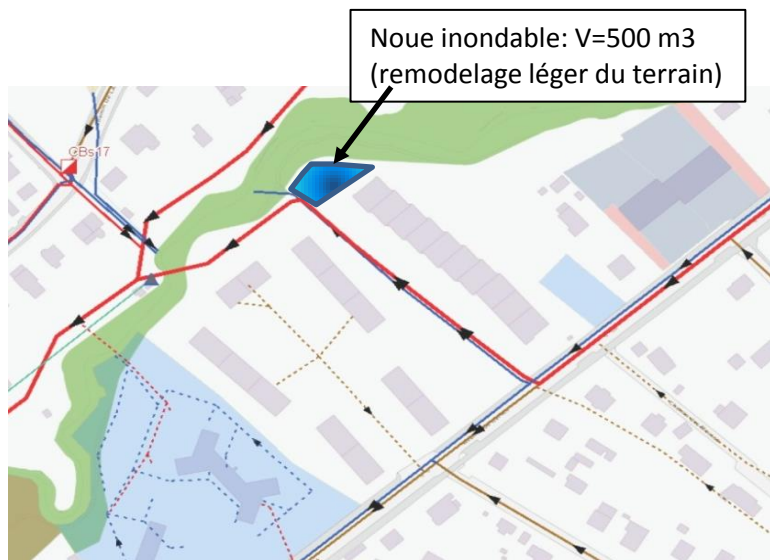 Noue inondable: V=500 m3
(remodelage léger du terrain)
CBs17